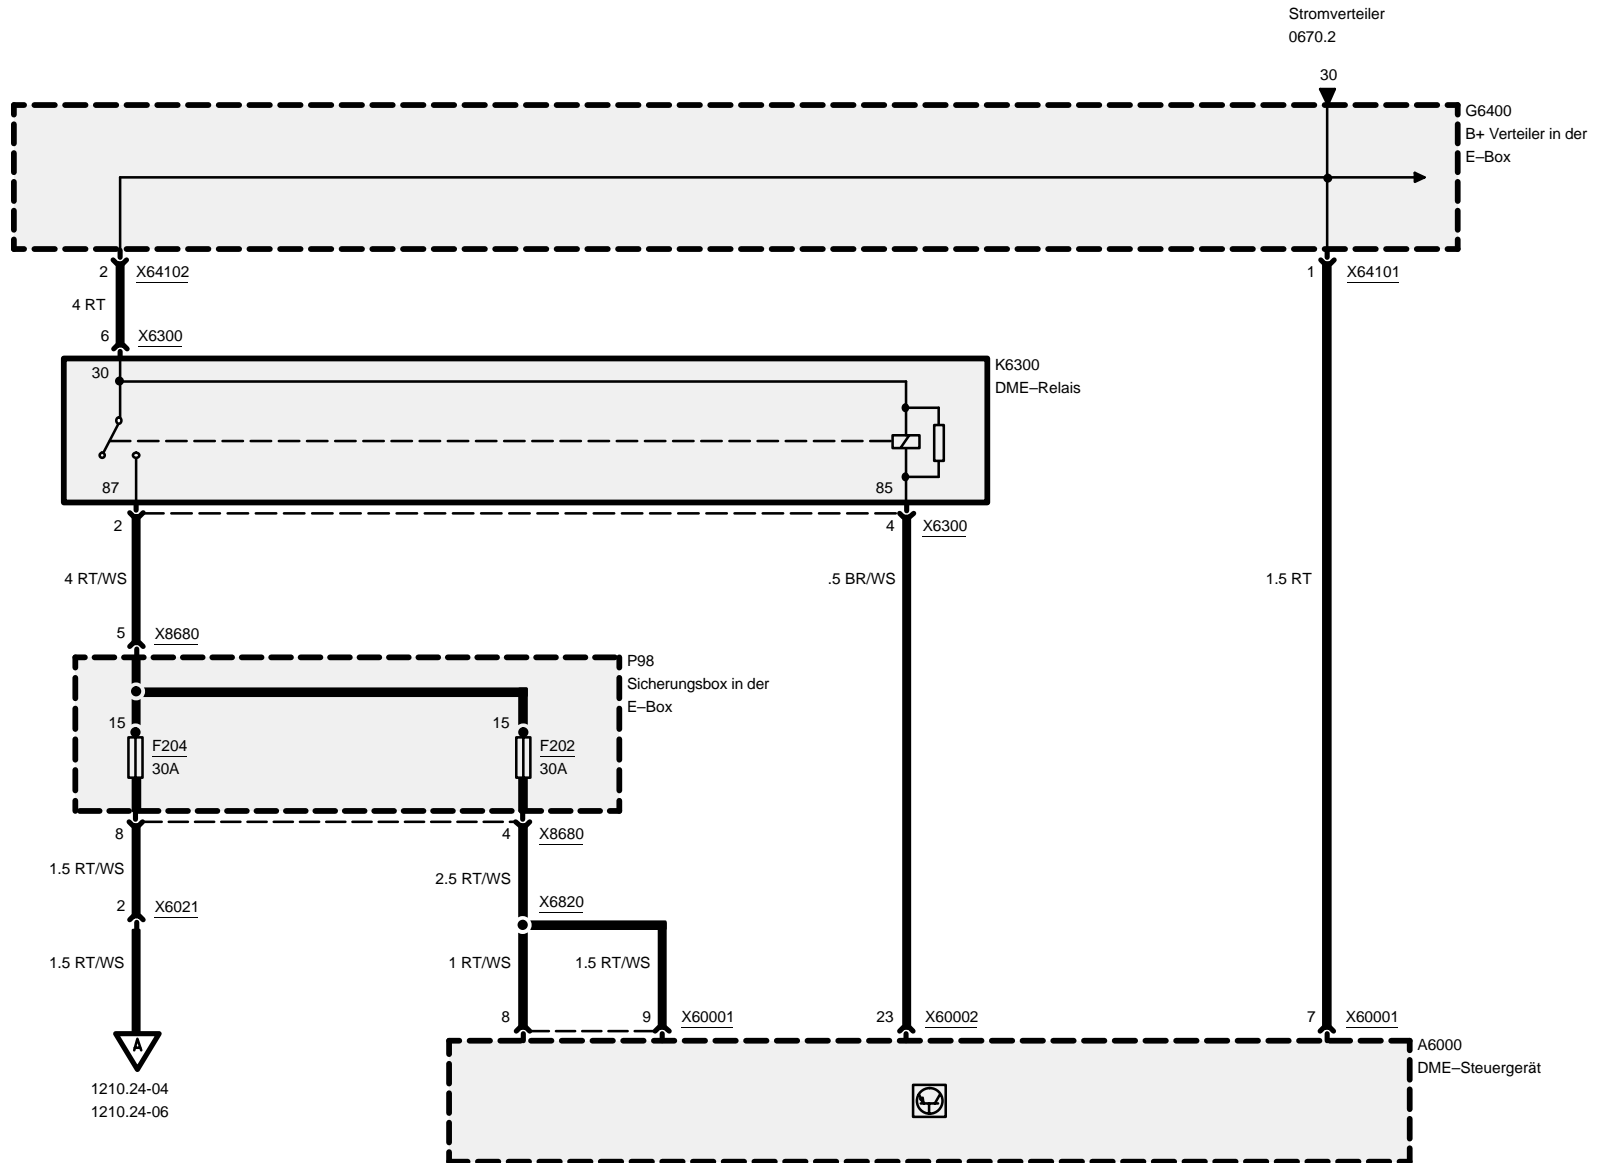 Stromverteiler
0670.2
30
G6400
B+ Verteiler in der
E–Box
2 X64102
1 X64101
4 RT
6 X6300
30
K6300
DME–Relais
87
85
2
4 X6300
4 RT/WS
.5 BR/WS
1.5 RT
5 X8680
P98
Sicherungsbox in der
E–Box
15
15
F204
30A
F202
30A
8
4 X8680
1.5 RT/WS
2.5 RT/WS
2 X6021
X6820
1.5 RT/WS
1 RT/WS
1.5 RT/WS
8
9 X60001
23 X60002
7 X60001
A
A6000
DME–Steuergerät
1210.24-04
1210.24-06